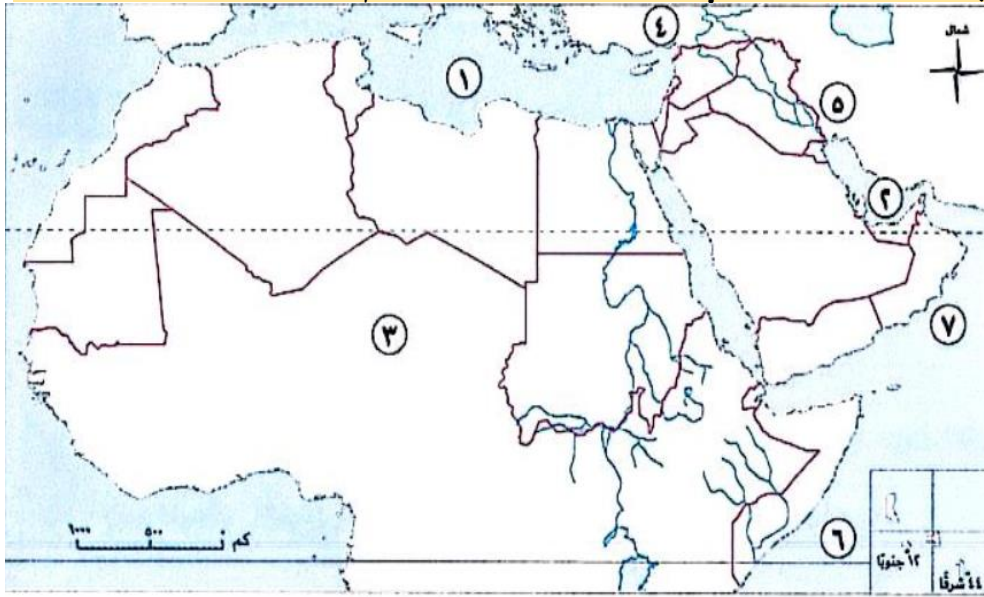 شمال
٤
١
٥
٢
٣
٧
٦
١٠٠٠ ٥٠٠ كم
١٢ جنوبًا
٤٤ شرقًا